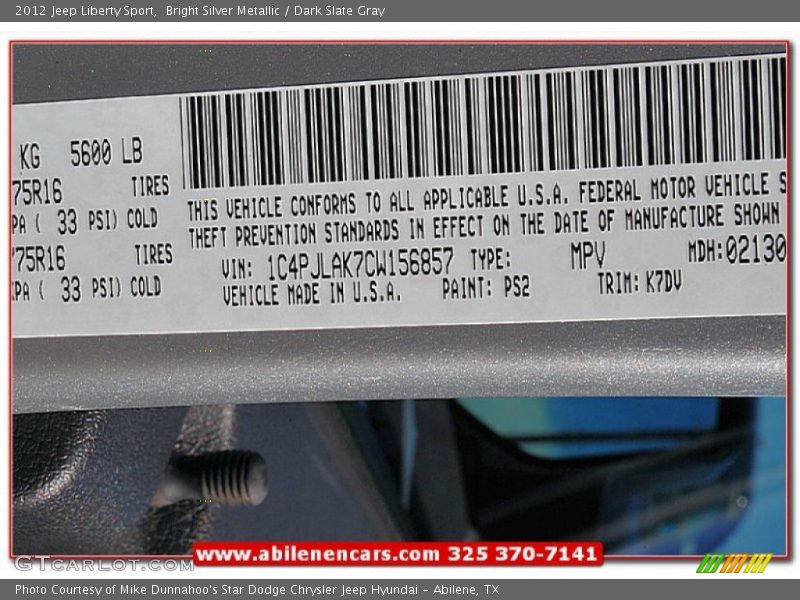 2012 Jeep Liberty Sport, Bright Silver Metallic / Dark Slate Gray
KG 5600 LB
75R16 TIRES
PA ( 33 PSI) COLD
75R16 TIRES
PA ( 33 PSI) COLD
THIS VEHICLE CONFORMS TO ALL APPLICABLE U.S.A. FEDERAL MOTOR VEHICLE S
THEFT PREVENTION STANDARDS IN EFFECT ON THE DATE OF MANUFACTURE SHOWN
VIN: 1C4PJLAK7CW156857 TYPE: MPV MDH:02130
VEHICLE MADE IN U.S.A. PAINT: PS2 TRIM: K7DV
www.abilenencars.com 325 370-7141
GTCARLOT.COM
Photo Courtesy of Mike Dunnahoo's Star Dodge Chrysler Jeep Hyundai - Abilene, TX